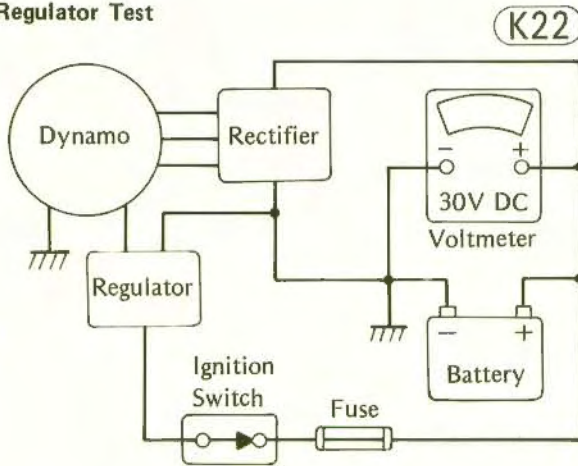 Regulator Test
K22
Dynamo
Rectifier
- +
30V DC
Voltmeter
Regulator
Ignition
Switch
Fuse
- +
Battery